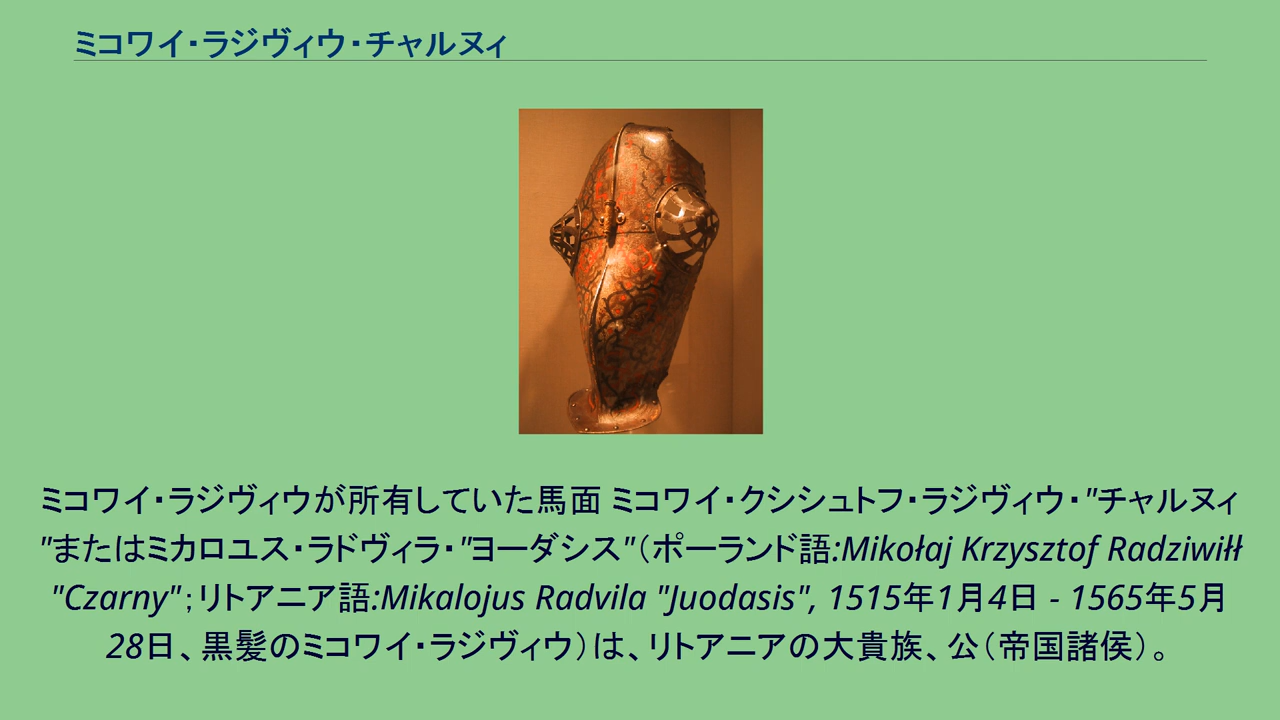 ミコワイ・ラジヴィウ・チャルヌィ
ミコワイ・ラジヴィウが所有していた馬面 ミコワイ・クシシュトフ・ラジヴィウ・"チャルヌィ
"またはミカロユス・ラドヴィラ・"ヨーダシス"（ポーランド語:Mikołaj Krzysztof Radziwiłł
"Czarny"；リトアニア語:Mikalojus Radvila "Juodasis", 1515年1月4日 - 1565年5月
28日、黒髪のミコワイ・ラジヴィウ）は、リトアニアの大貴族、公（帝国諸侯）。